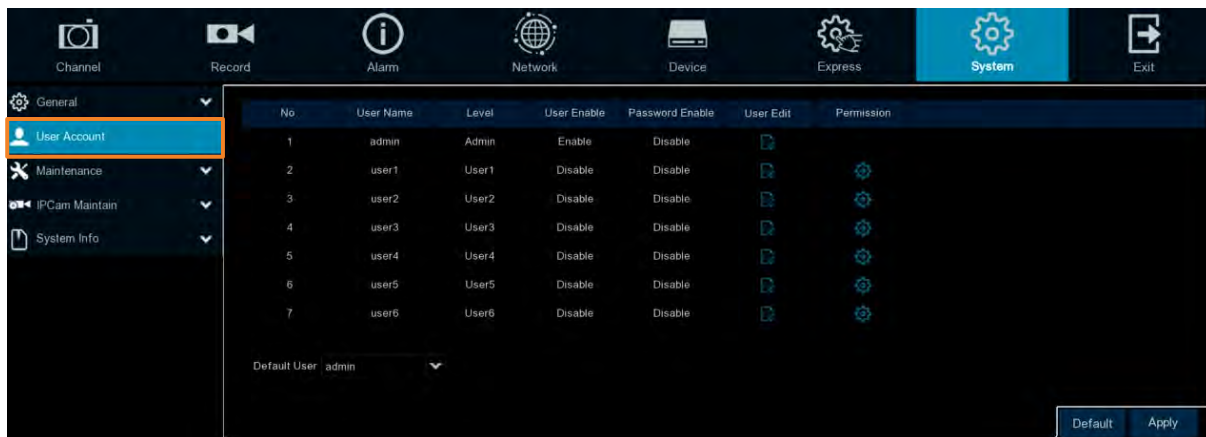 Channel Record Alarm Network Device Express System Exit
General
User Account
Maintenance
IPCam Maintain
System Info
No User Name Level User Enable Password Enable User Edit Permission
1 admin Admin Enable Disable
2 user1 User1 Disable Disable
3 user2 User2 Disable Disable
4 user3 User3 Disable Disable
5 user4 User4 Disable Disable
6 user5 User5 Disable Disable
7 user6 User6 Disable Disable
Default User admin
Default Apply